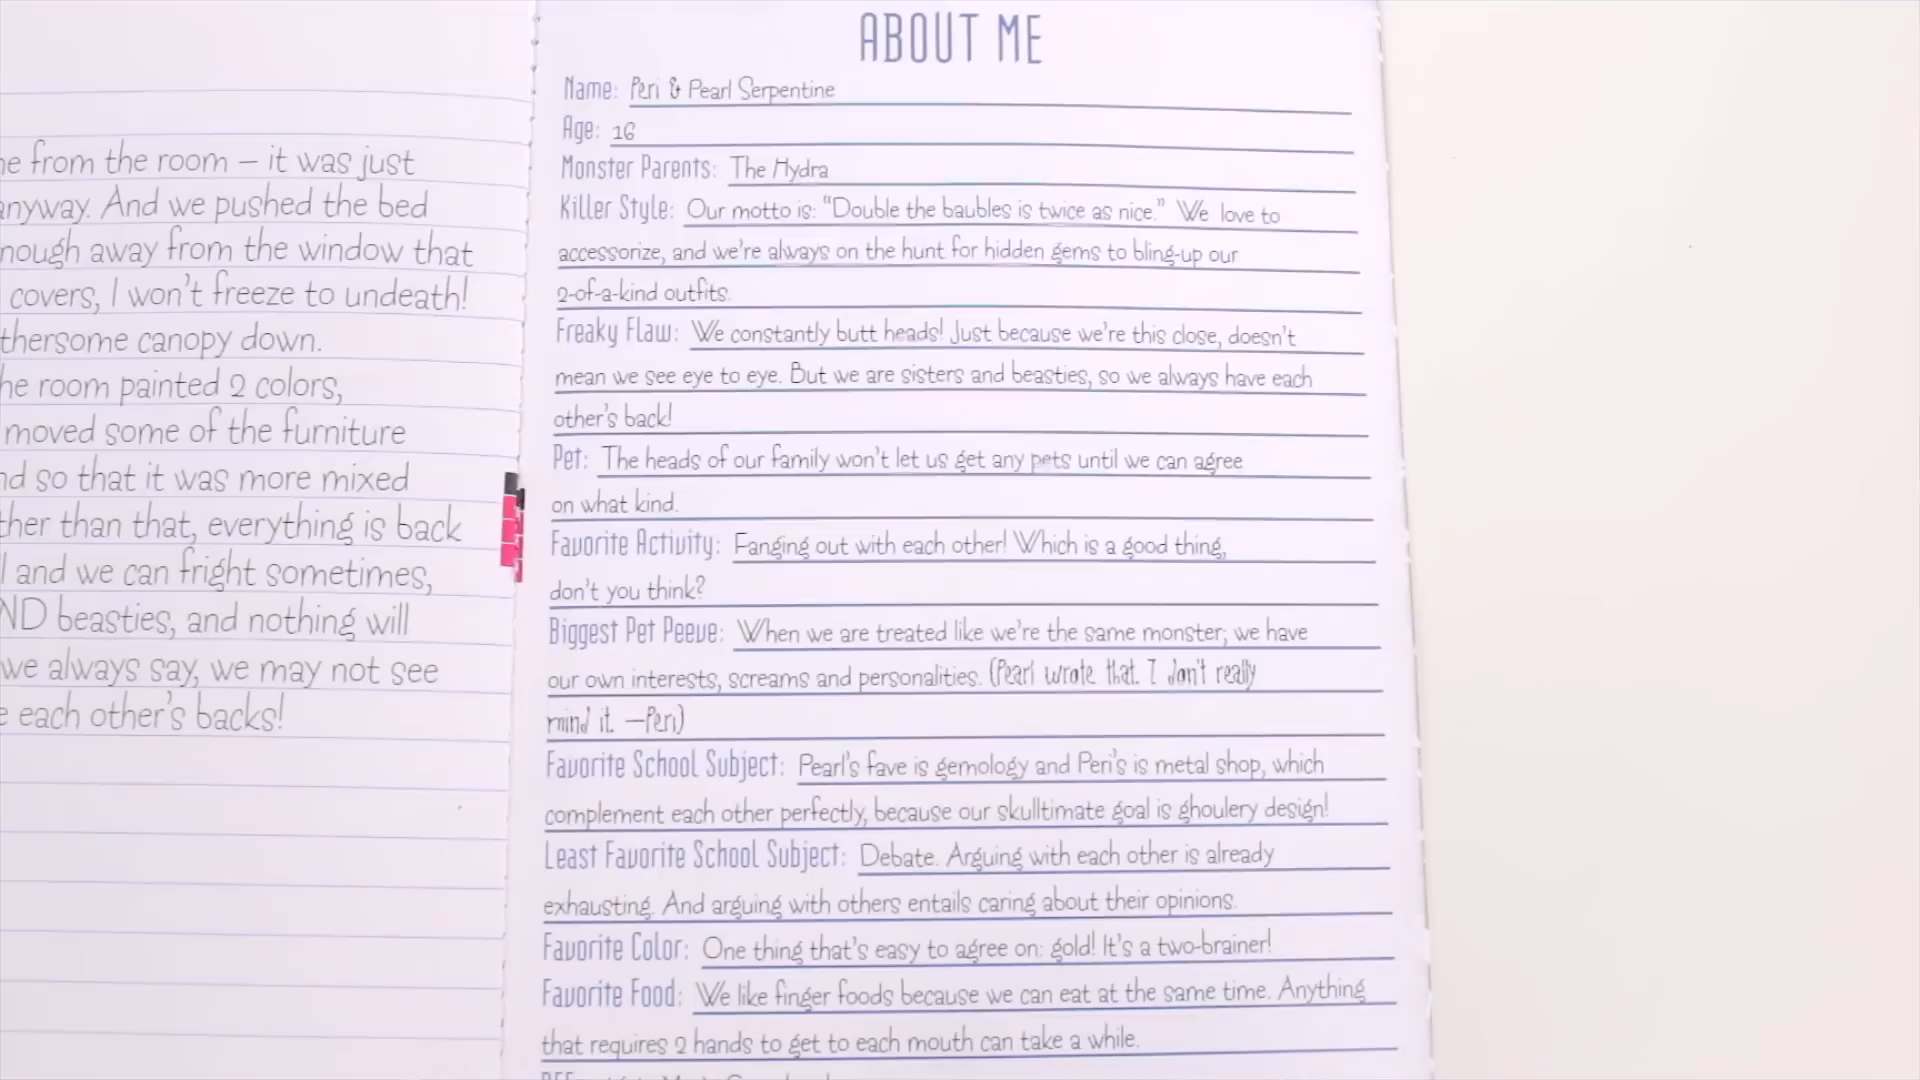 e from the room – it was just
anyway. And we pushed the bed
nough away from the window that
covers, I won't freeze to undeath!
thersome canopy down.
he room painted 2 colors,
moved some of the furniture
nd so that it was more mixed
ther than that, everything is back
l and we can fright sometimes,
ND beasties, and nothing will
we always say, we may not see
e each other's backs!
ABOUT ME
Name: Peri & Pearl Serpentine
Age: 16
Monster Parents: The Hydra
Killer Style: Our motto is: "Double the baubles is twice as nice." We love to
accessorize, and we're always on the hunt for hidden gems to bling-up our
2-of-a-kind outfits.
Freaky Flaw: We constantly butt heads! Just because we're this close, doesn't
mean we see eye to eye. But we are sisters and beasties, so we always have each
other's back!
Pet: The heads of our family won't let us get any pets until we can agree
on what kind.
Favorite Activity: Fanging out with each other! Which is a good thing,
don't you think?
Biggest Pet Peeve: When we are treated like we're the same monster; we have
our own interests, screams and personalities. (Pearl wrote that. I don't really
mind it. —Peri)
Favorite School Subject: Pearl's fave is gemology and Peri's is metal shop, which
complement each other perfectly, because our skulltimate goal is ghoulery design!
Least Favorite School Subject: Debate. Arguing with each other is already
exhausting. And arguing with others entails caring about their opinions.
Favorite Color: One thing that's easy to agree on: gold! It's a two-brainer!
Favorite Food: We like finger foods because we can eat at the same time. Anything
that requires 2 hands to get to each mouth can take a while.